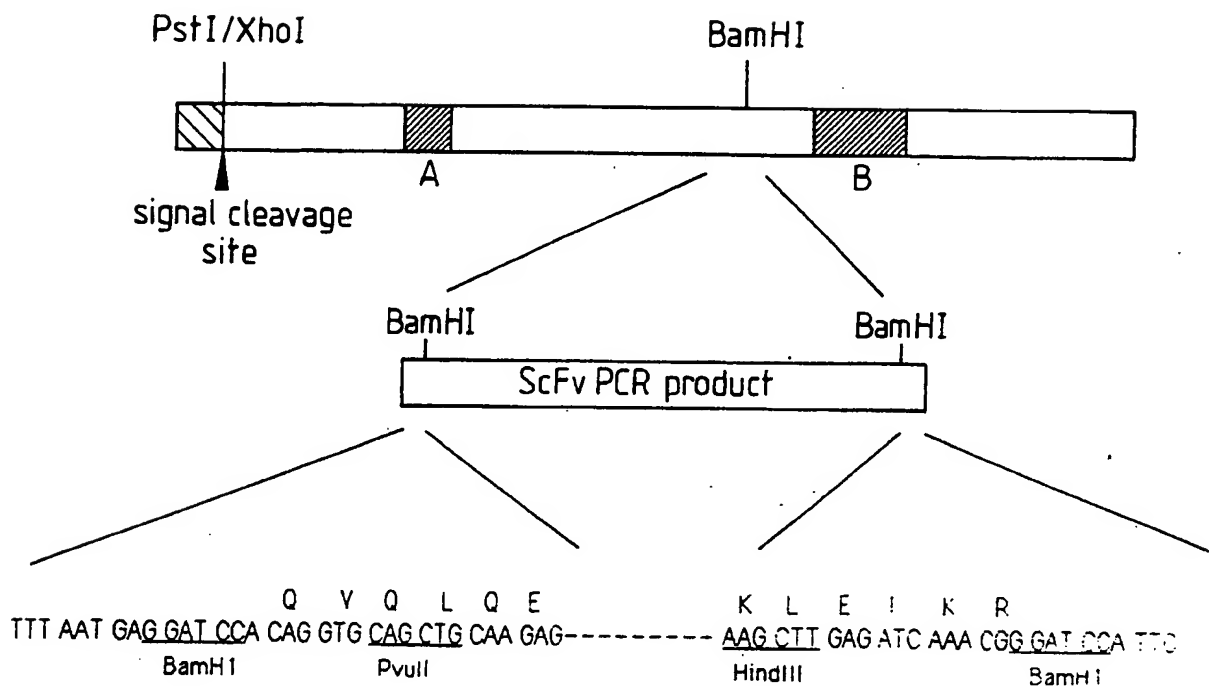 PstI/XhoI
BamHI
A
B
signal cleavage
site
BamHI
BamHI
ScFv PCR product
Q V Q L Q E
K L E I K R
TTT AAT GAG GAT CCA CAG GTG CAG CTG CAA GAG---------- AAG CTT GAG ATC AAA CGG GAT CCA TTC
BamH1
PvuII
HindIII
BamH1